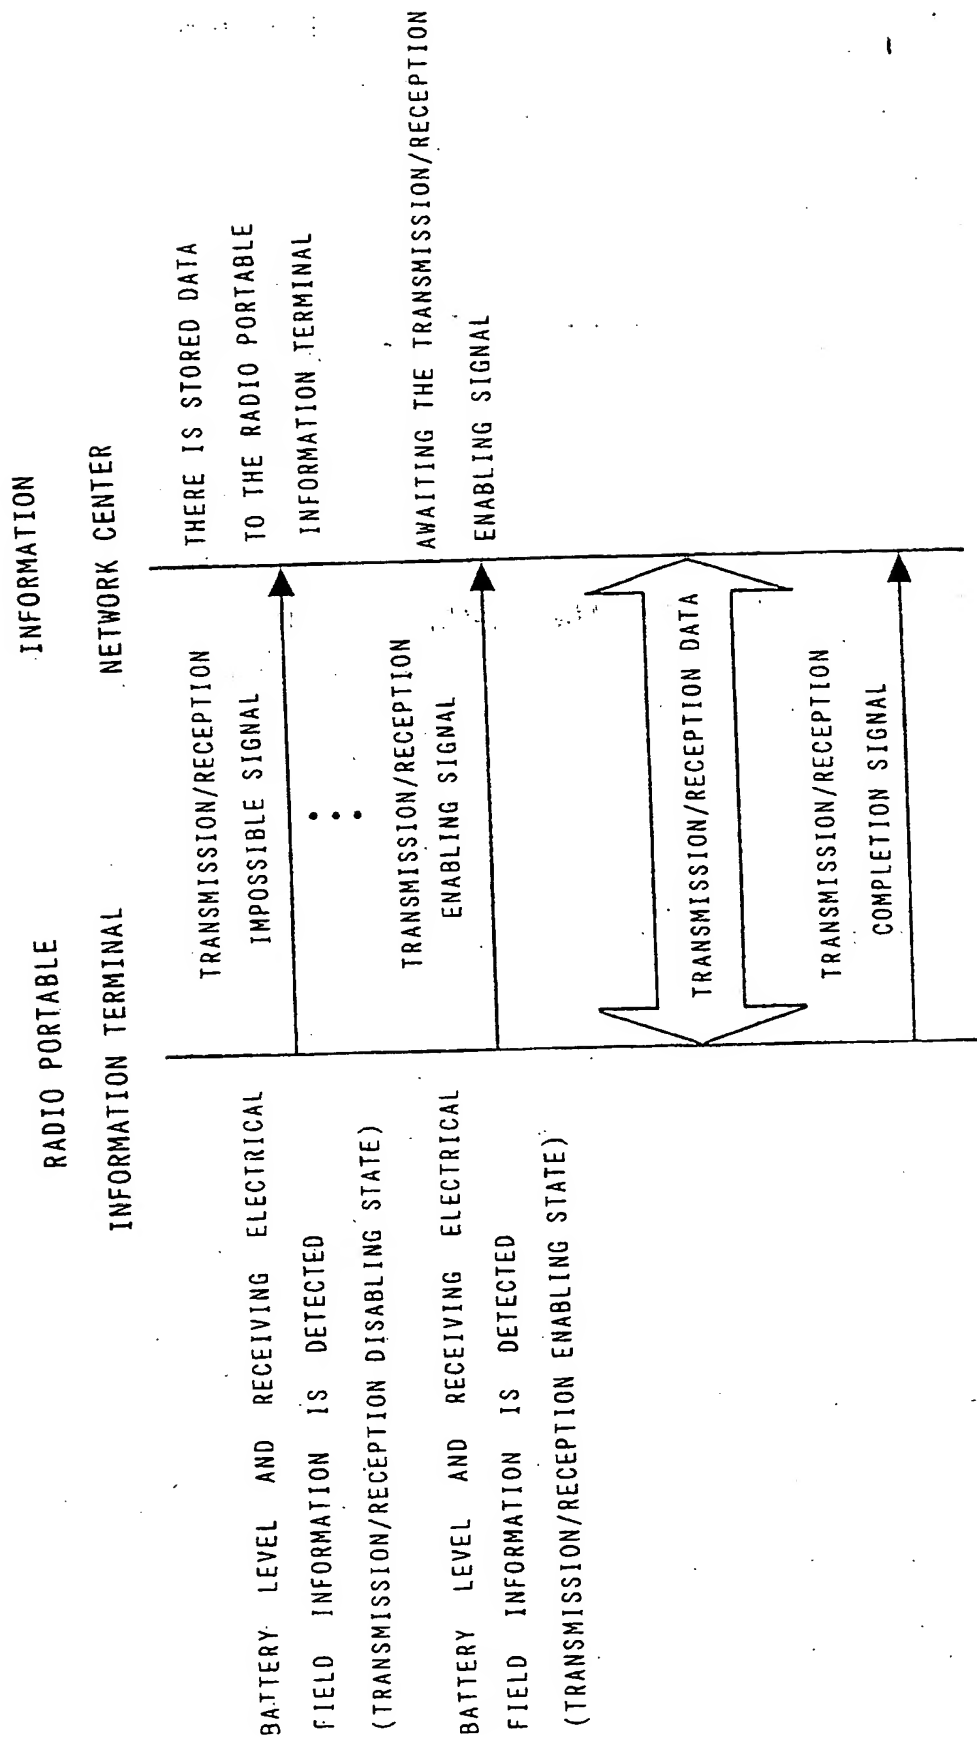 RADIO PORTABLE
INFORMATION TERMINAL
INFORMATION
NETWORK CENTER
BATTERY LEVEL AND RECEIVING ELECTRICAL
FIELD INFORMATION IS DETECTED
(TRANSMISSION/RECEPTION DISABLING STATE)
TRANSMISSION/RECEPTION
IMPOSSIBLE SIGNAL
THERE IS STORED DATA
TO THE RADIO PORTABLE
INFORMATION TERMINAL
BATTERY LEVEL AND RECEIVING ELECTRICAL
FIELD INFORMATION IS DETECTED
(TRANSMISSION/RECEPTION ENABLING STATE)
TRANSMISSION/RECEPTION
ENABLING SIGNAL
AWAITING THE TRANSMISSION/RECEPTION
ENABLING SIGNAL
TRANSMISSION/RECEPTION DATA
TRANSMISSION/RECEPTION
COMPLETION SIGNAL